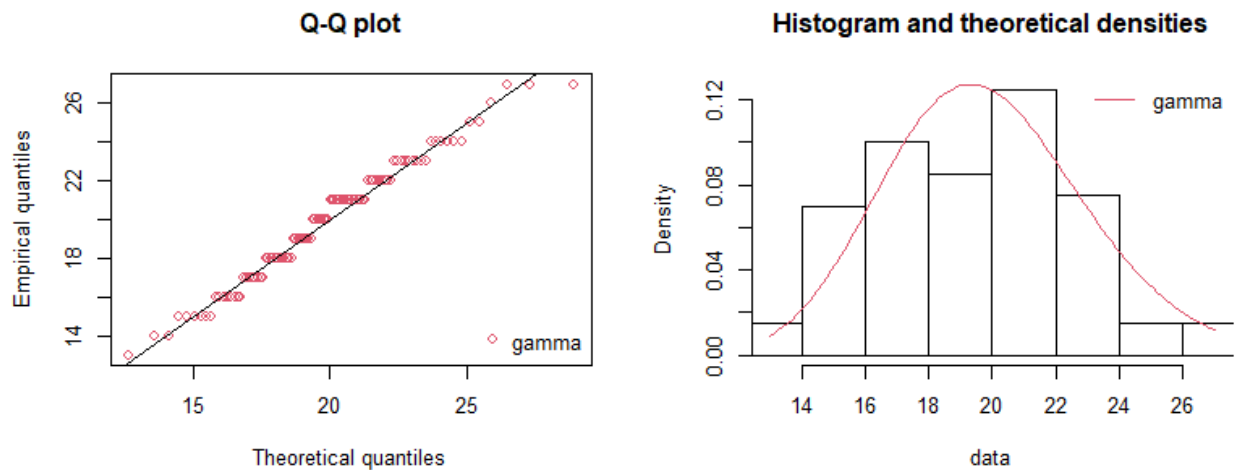 Q-Q plot
Empirical quantiles
26
22
18
14
gamma
15 20 25
Theoretical quantiles
Histogram and theoretical densities
Density
0.12
0.08
0.04
0.00
gamma
14 16 18 20 22 24 26
data